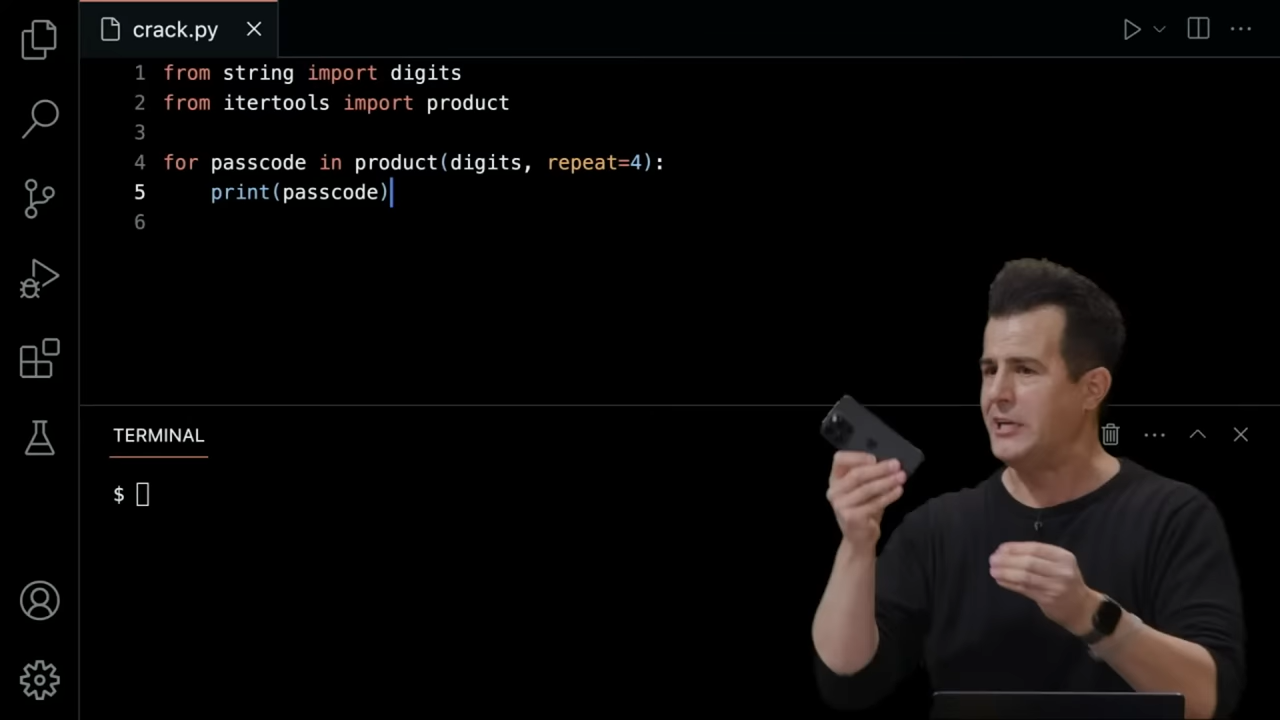 crack.py
1 from string import digits
2 from itertools import product
3
4 for passcode in product(digits, repeat=4):
5     print(passcode)
6
TERMINAL
$